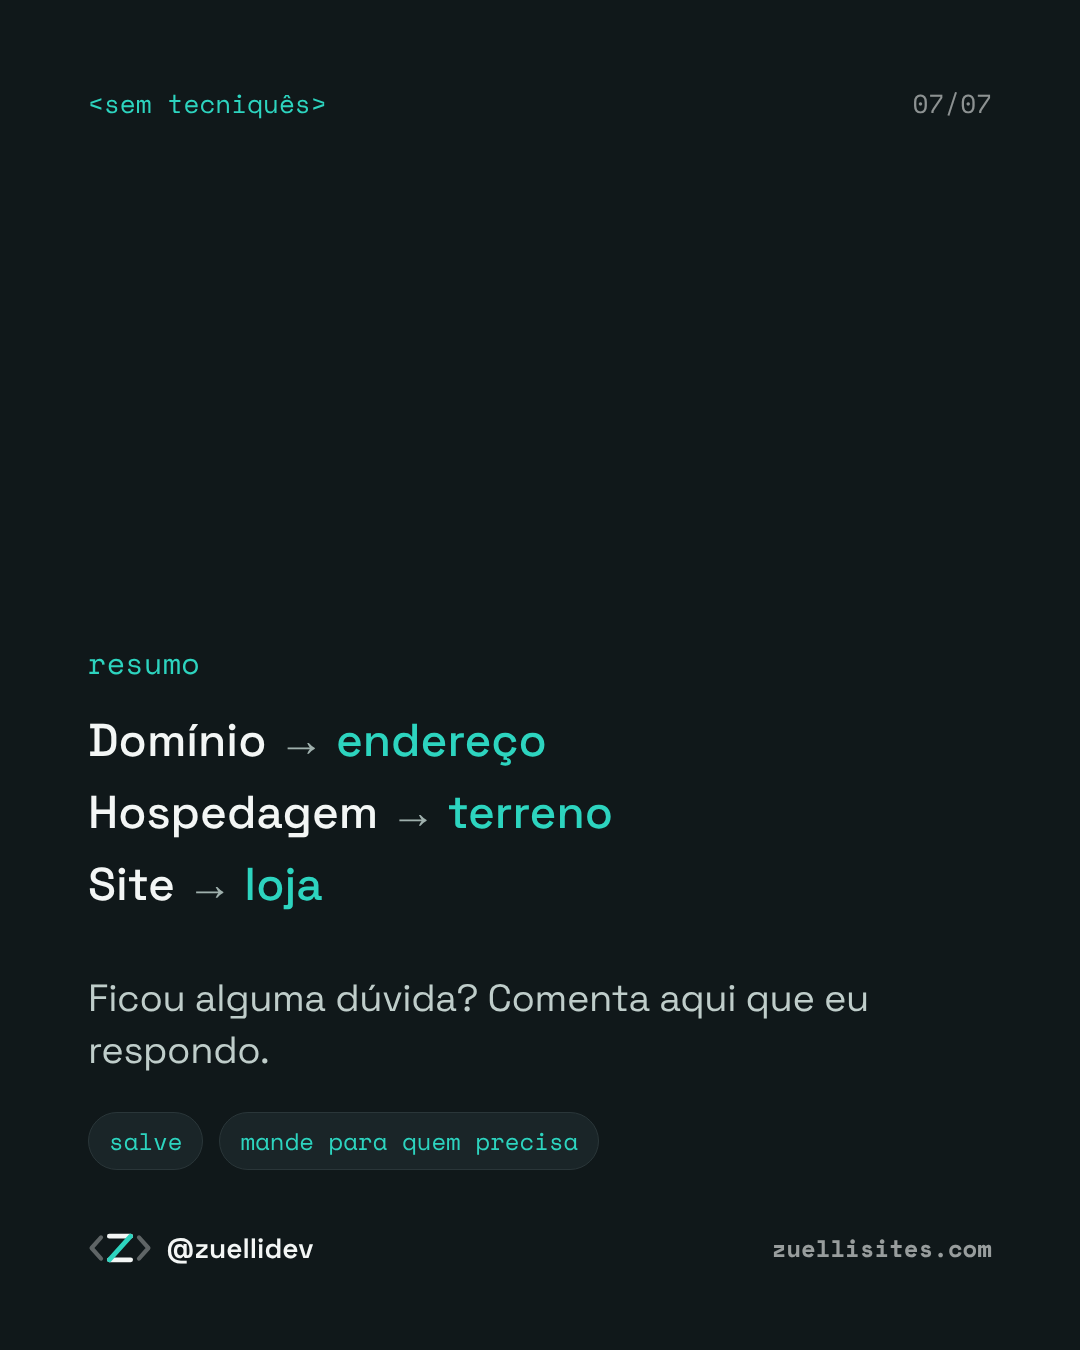 <sem tecniquês>
07/07
resumo
Domínio → endereço
Hospedagem → terreno
Site → loja
Ficou alguma dúvida? Comenta aqui que eu
respondo.
salve
mande para quem precisa
<Z> @zuellidev
zuellisites.com